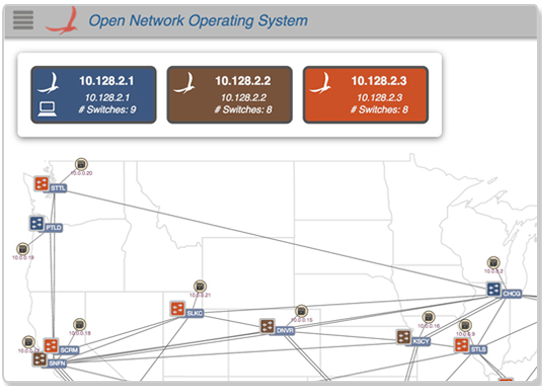 Open Network Operating System
10.128.2.1
10.128.2.1
# Switches: 9
10.128.2.2
10.128.2.2
# Switches: 8
10.128.2.3
10.128.2.3
# Switches: 8
10.0.0.20
STTL
PTLD
10.0.0.19
10.0.0.2
CHCG
10.0.0.21
SLKC
10.0.0.15
DNVR
10.0.0.16
KSCY
STLS
10.0.0.18
SCRM
SNFN